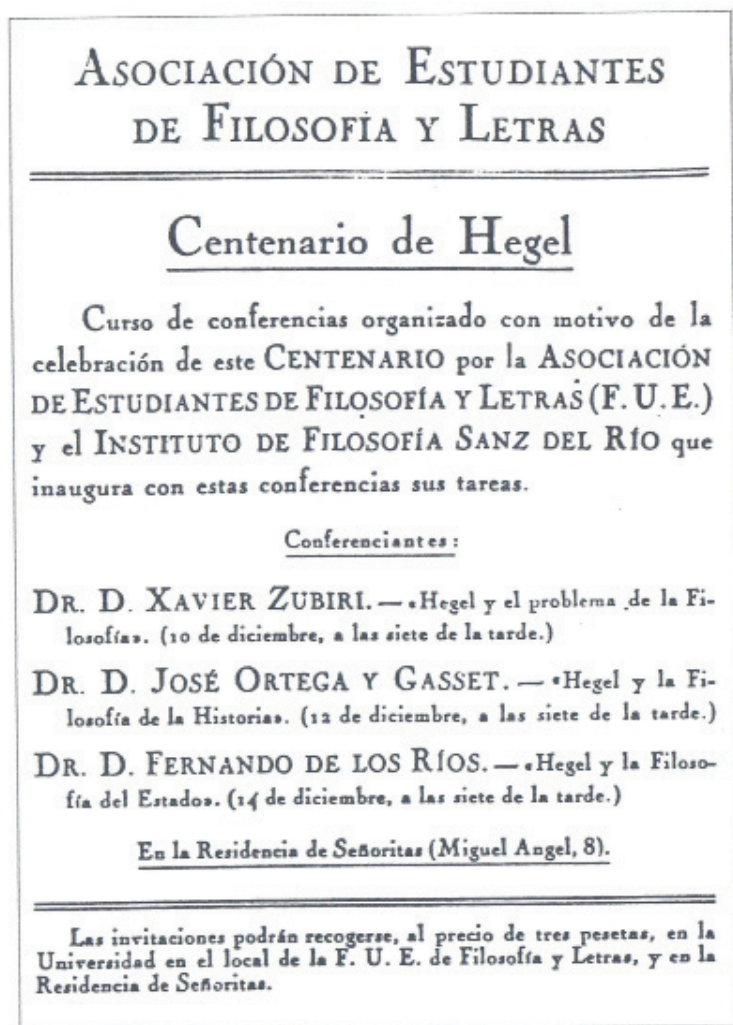 ASOCIACIÓN DE ESTUDIANTES
DE FILOSOFÍA Y LETRAS
Centenario de Hegel
Curso de conferencias organizado con motivo de la
celebración de este CENTENARIO por la ASOCIACIÓN
DE ESTUDIANTES DE FILOSOFÍA Y LETRAS (F. U. E.)
y el INSTITUTO DE FILOSOFÍA SANZ DEL RÍO que
inaugura con estas conferencias sus tareas.
Conferenciantes:
DR. D. XAVIER ZUBIRI. — «Hegel y el problema de la Fi-
losofía». (10 de diciembre, a las siete de la tarde.)
DR. D. JOSÉ ORTEGA Y GASSET. — «Hegel y la Fi-
losofía de la Historia». (12 de diciembre, a las siete de la tarde.)
DR. D. FERNANDO DE LOS RÍOS. — «Hegel y la Filoso-
fía del Estado». (14 de diciembre, a las siete de la tarde.)
En la Residencia de Señoritas (Miguel Angel, 8).
Las invitaciones podrán recogerse, al precio de tres pesetas, en la
Universidad en el local de la F. U. E. de Filosofía y Letras, y en la
Residencia de Señoritas.